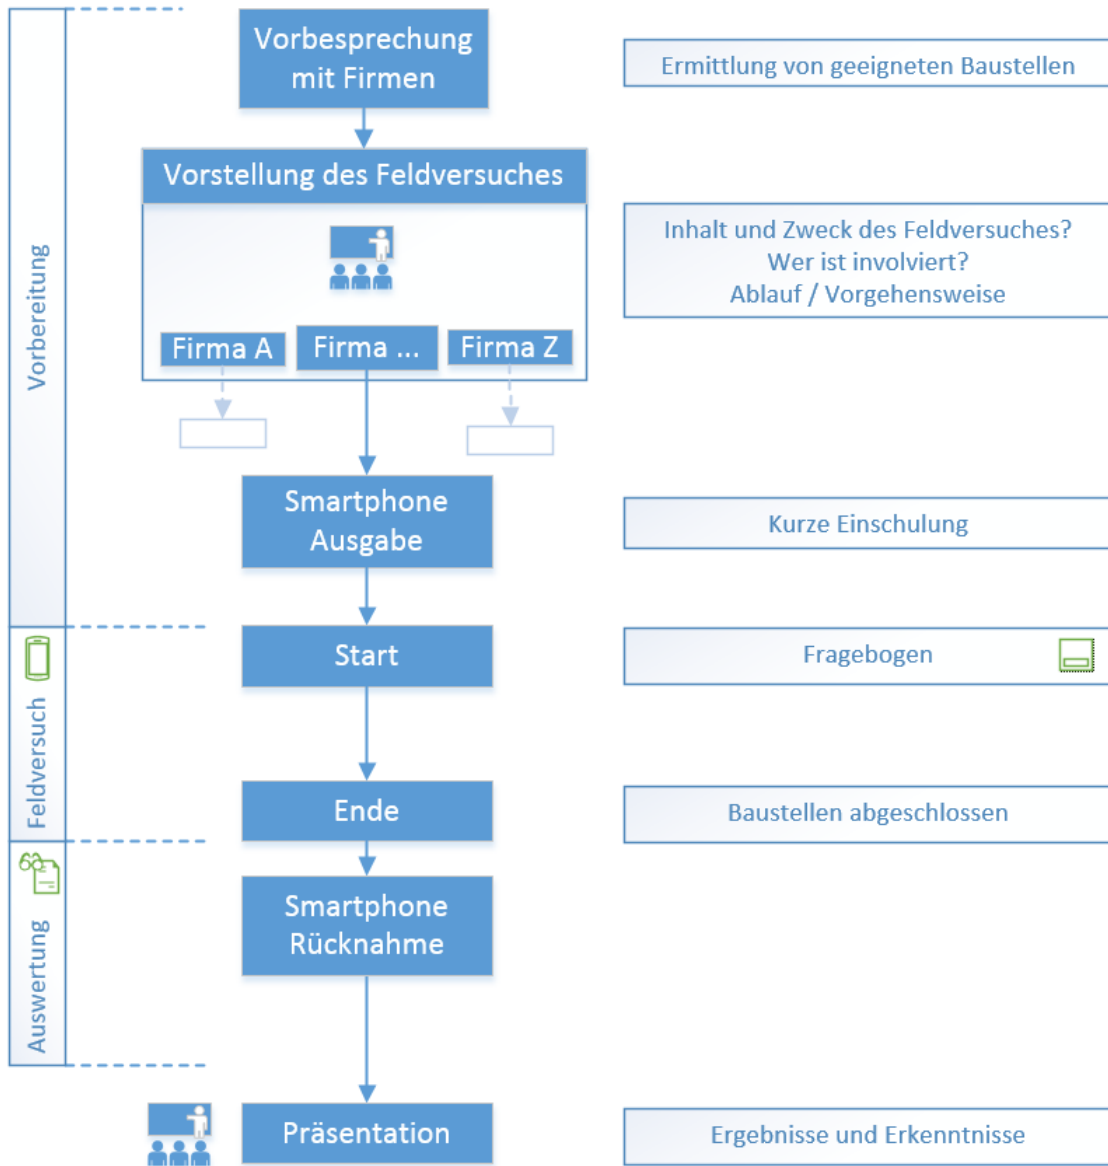 Vorbesprechung
mit Firmen
Ermittlung von geeigneten Baustellen
Vorstellung des Feldversuches
Inhalt und Zweck des Feldversuches?
Wer ist involviert?
Ablauf / Vorgehensweise
Vorbereitung
Firma A
Firma ...
Firma Z
Smartphone
Ausgabe
Kurze Einschulung
Start
Fragebogen
Feldversuch
Ende
Baustellen abgeschlossen
Smartphone
Rücknahme
Auswertung
Präsentation
Ergebnisse und Erkenntnisse